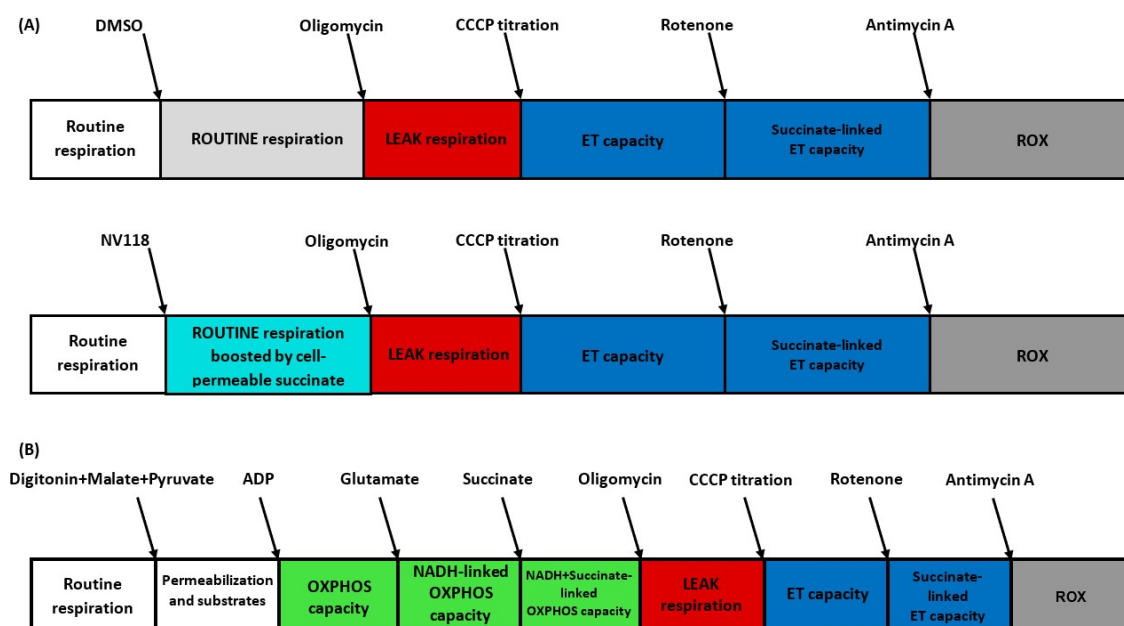 (A)
DMSO Oligomycin CCCP titration Rotenone Antimycin A
Routine
respiration
ROUTINE respiration
LEAK respiration
ET capacity
Succinate-linked
ET capacity
ROX
NV118 Oligomycin CCCP titration Rotenone Antimycin A
Routine
respiration
ROUTINE respiration
boosted by cell-
permeable succinate
LEAK respiration
ET capacity
Succinate-linked
ET capacity
ROX
(B)
Digitonin+Malate+Pyruvate ADP Glutamate Succinate Oligomycin CCCP titration Rotenone Antimycin A
Routine
respiration
Permeabilization
and substrates
OXPHOS
capacity
NADH-linked
OXPHOS
capacity
NADH+Succinate-
linked
OXPHOS capacity
LEAK
respiration
ET capacity
Succinate-
linked
ET capacity
ROX